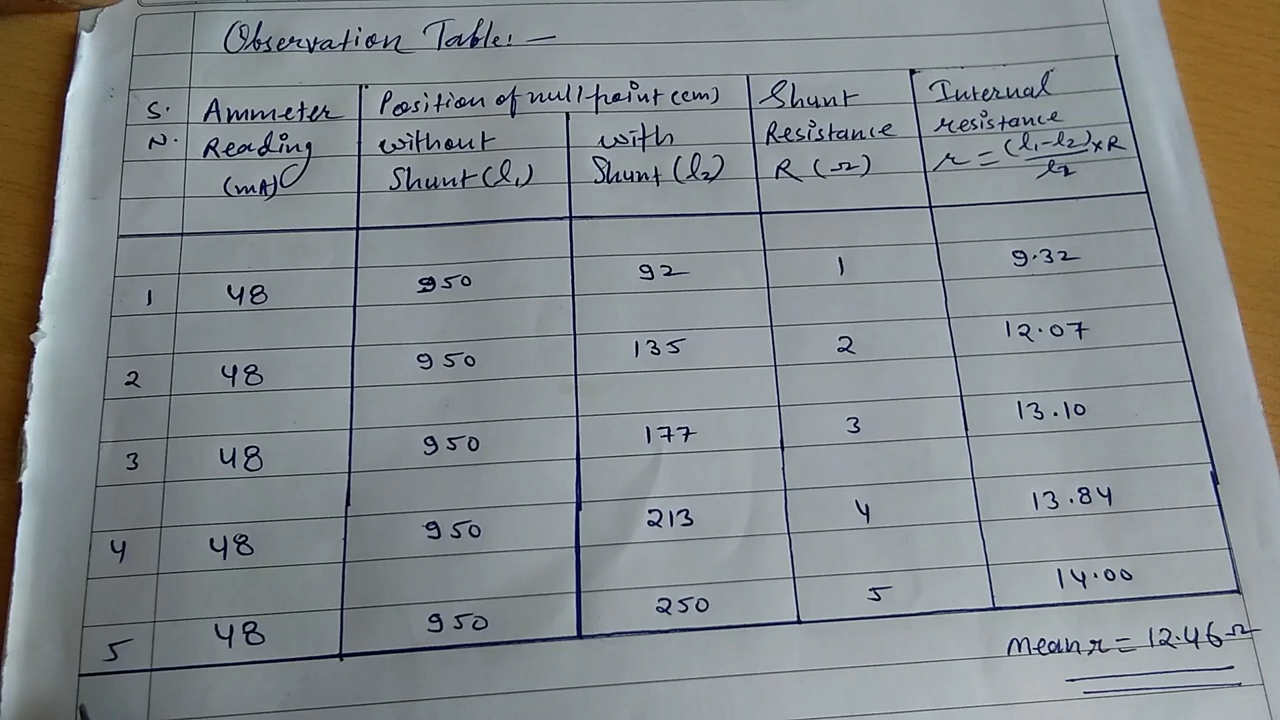 Observation Table:-
S. N. Ammeter Reading (mA) Position of null point (cm) Shunt Resistance R (Ω) Internal resistance r = (l₁-l₂)×R / l₂
without Shunt (l₁) with Shunt (l₂)
1 48 950 92 1 9.32
2 48 950 135 2 12.07
3 48 950 177 3 13.10
4 48 950 213 4 13.84
5 48 950 250 5 14.00
mean r = 12.46Ω